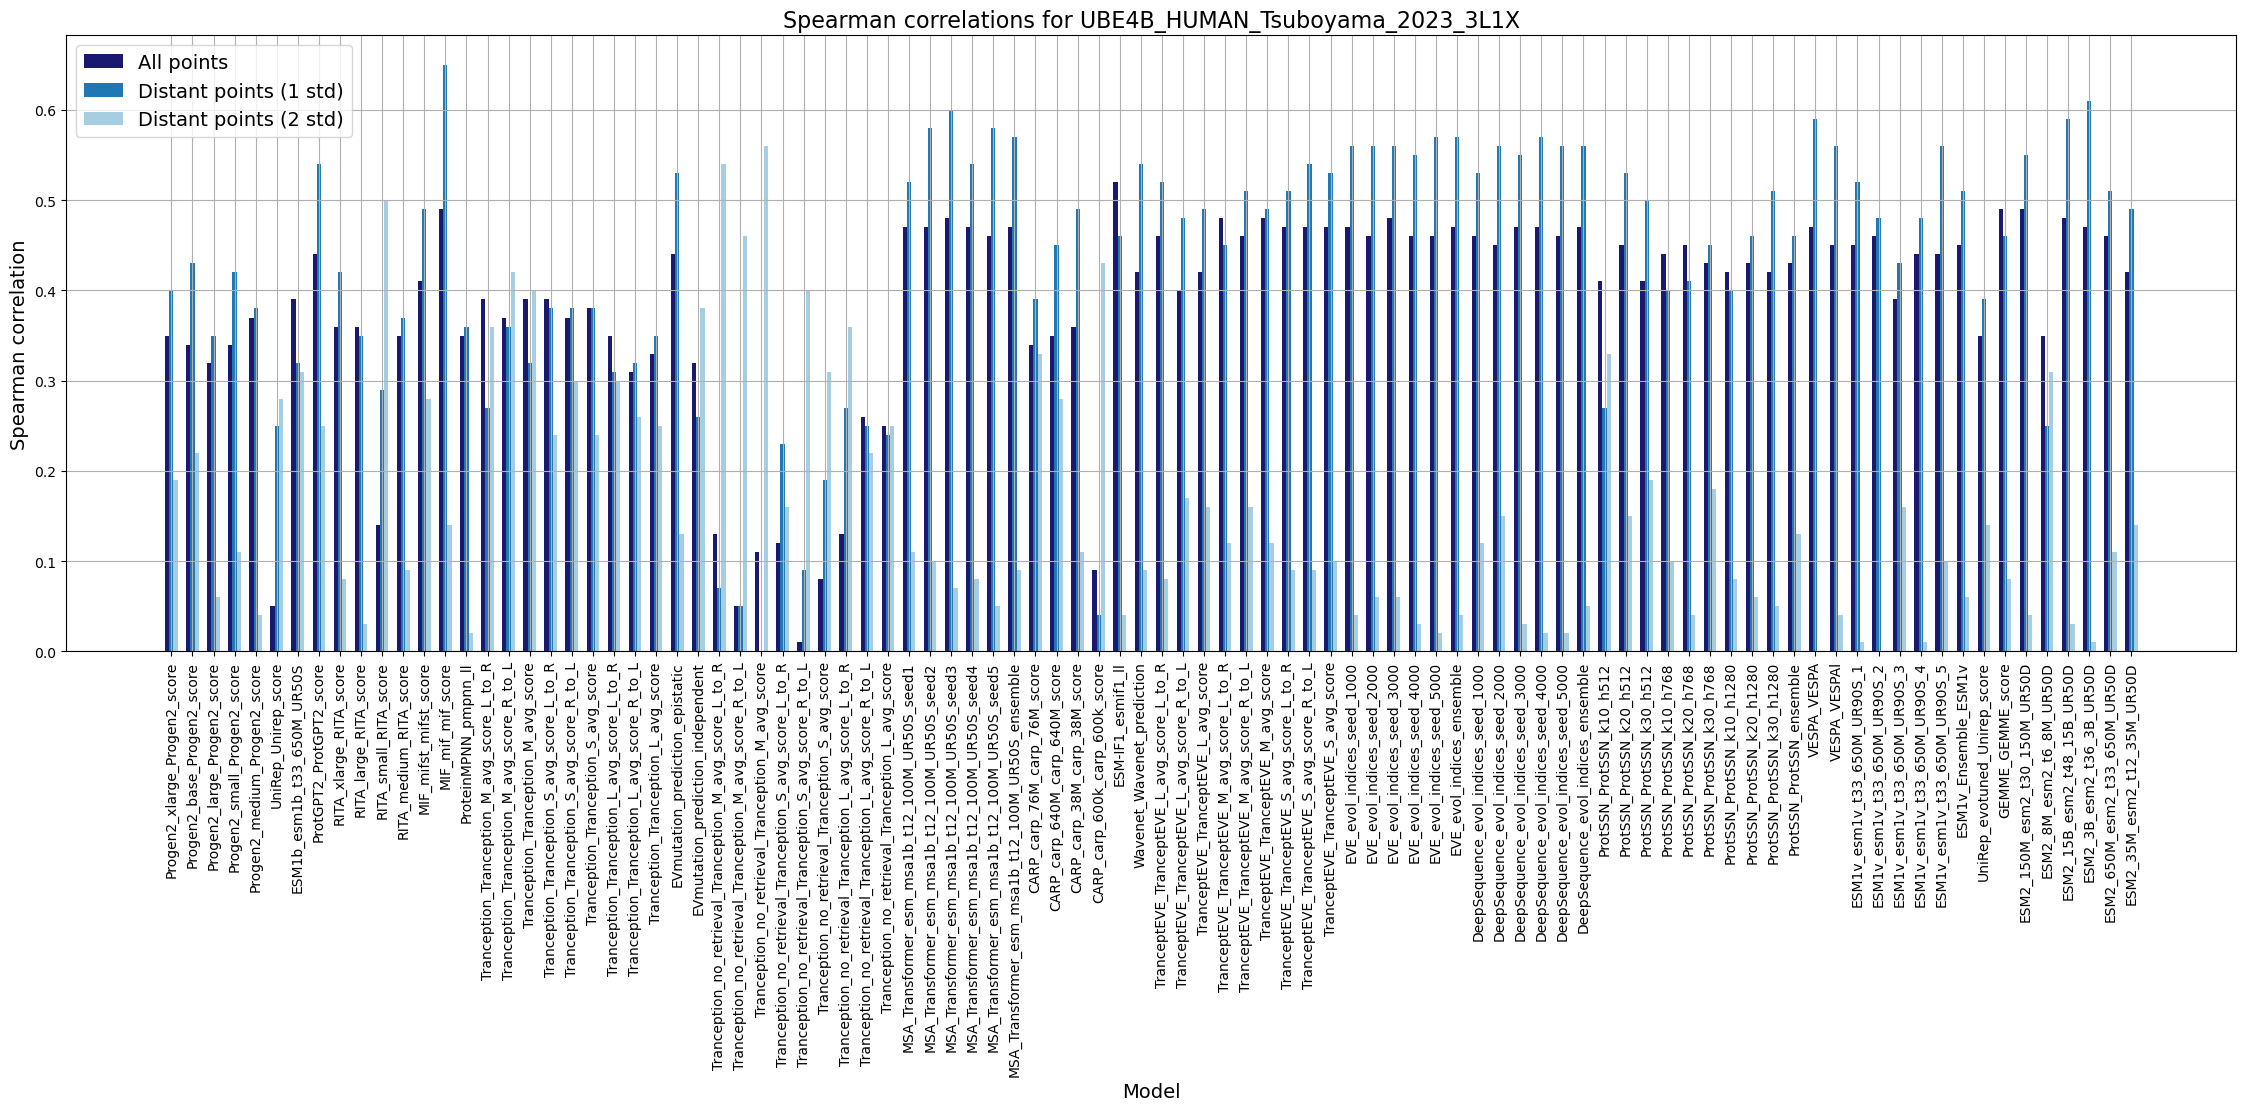 Spearman correlations for UBE4B_HUMAN_Tsuboyama_2023_3L1X
All points
Distant points (1 std)
Distant points (2 std)
Spearman correlation
0.6
0.5
0.4
0.3
0.2
0.1
0.0
Progen2_xlarge_Progen2_score
Progen2_base_Progen2_score
Progen2_large_Progen2_score
Progen2_small_Progen2_score
Progen2_medium_Progen2_score
UniRep_Unirep_score
ESM1b_esm1b_t33_650M_UR50S
ProtGPT2_ProtGPT2_score
RITA_xlarge_RITA_score
RITA_large_RITA_score
RITA_small_RITA_score
RITA_medium_RITA_score
MIF_mifst_mifst_score
MIF_mif_mif_score
ProteinMPNN_pmpnn_ll
Tranception_Tranception_M_avg_score_L_to_R
Tranception_Tranception_M_avg_score_R_to_L
Tranception_Tranception_M_avg_score
Tranception_Tranception_S_avg_score_L_to_R
Tranception_Tranception_S_avg_score_R_to_L
Tranception_Tranception_S_avg_score
Tranception_Tranception_L_avg_score_L_to_R
Tranception_Tranception_L_avg_score_R_to_L
Tranception_Tranception_L_avg_score
EVmutation_prediction_epistatic
EVmutation_prediction_independent
Tranception_no_retrieval_Tranception_M_avg_score_L_to_R
Tranception_no_retrieval_Tranception_M_avg_score_R_to_L
Tranception_no_retrieval_Tranception_M_avg_score
Tranception_no_retrieval_Tranception_S_avg_score_L_to_R
Tranception_no_retrieval_Tranception_S_avg_score_R_to_L
Tranception_no_retrieval_Tranception_S_avg_score
Tranception_no_retrieval_Tranception_L_avg_score_L_to_R
Tranception_no_retrieval_Tranception_L_avg_score_R_to_L
Tranception_no_retrieval_Tranception_L_avg_score
MSA_Transformer_esm_msa1b_t12_100M_UR50S_seed1
MSA_Transformer_esm_msa1b_t12_100M_UR50S_seed2
MSA_Transformer_esm_msa1b_t12_100M_UR50S_seed3
MSA_Transformer_esm_msa1b_t12_100M_UR50S_seed4
MSA_Transformer_esm_msa1b_t12_100M_UR50S_seed5
MSA_Transformer_esm_msa1b_t12_100M_UR50S_ensemble
CARP_carp_76M_carp_76M_score
CARP_carp_640M_carp_640M_score
CARP_carp_38M_carp_38M_score
CARP_carp_600k_carp_600k_score
ESM-IF1_esmif1_ll
Wavenet_Wavenet_prediction
TranceptEVE_TranceptEVE_L_avg_score_L_to_R
TranceptEVE_TranceptEVE_L_avg_score_R_to_L
TranceptEVE_TranceptEVE_L_avg_score
TranceptEVE_TranceptEVE_M_avg_score_L_to_R
TranceptEVE_TranceptEVE_M_avg_score_R_to_L
TranceptEVE_TranceptEVE_M_avg_score
TranceptEVE_TranceptEVE_S_avg_score_L_to_R
TranceptEVE_TranceptEVE_S_avg_score_R_to_L
TranceptEVE_TranceptEVE_S_avg_score
EVE_evol_indices_seed_1000
EVE_evol_indices_seed_2000
EVE_evol_indices_seed_3000
EVE_evol_indices_seed_4000
EVE_evol_indices_seed_5000
EVE_evol_indices_ensemble
DeepSequence_evol_indices_seed_1000
DeepSequence_evol_indices_seed_2000
DeepSequence_evol_indices_seed_3000
DeepSequence_evol_indices_seed_4000
DeepSequence_evol_indices_seed_5000
DeepSequence_evol_indices_ensemble
ProtSSN_ProtSSN_k10_h512
ProtSSN_ProtSSN_k20_h512
ProtSSN_ProtSSN_k30_h512
ProtSSN_ProtSSN_k10_h768
ProtSSN_ProtSSN_k20_h768
ProtSSN_ProtSSN_k30_h768
ProtSSN_ProtSSN_k10_h1280
ProtSSN_ProtSSN_k20_h1280
ProtSSN_ProtSSN_k30_h1280
ProtSSN_ProtSSN_ensemble
VESPA_VESPA
VESPA_VESPAl
ESM1v_esm1v_t33_650M_UR90S_1
ESM1v_esm1v_t33_650M_UR90S_2
ESM1v_esm1v_t33_650M_UR90S_3
ESM1v_esm1v_t33_650M_UR90S_4
ESM1v_esm1v_t33_650M_UR90S_5
ESM1v_Ensemble_ESM1v
UniRep_evotuned_Unirep_score
GEMME_GEMME_score
ESM2_150M_esm2_t30_150M_UR50D
ESM2_8M_esm2_t6_8M_UR50D
ESM2_15B_esm2_t48_15B_UR50D
ESM2_3B_esm2_t36_3B_UR50D
ESM2_650M_esm2_t33_650M_UR50D
ESM2_35M_esm2_t12_35M_UR50D
Model